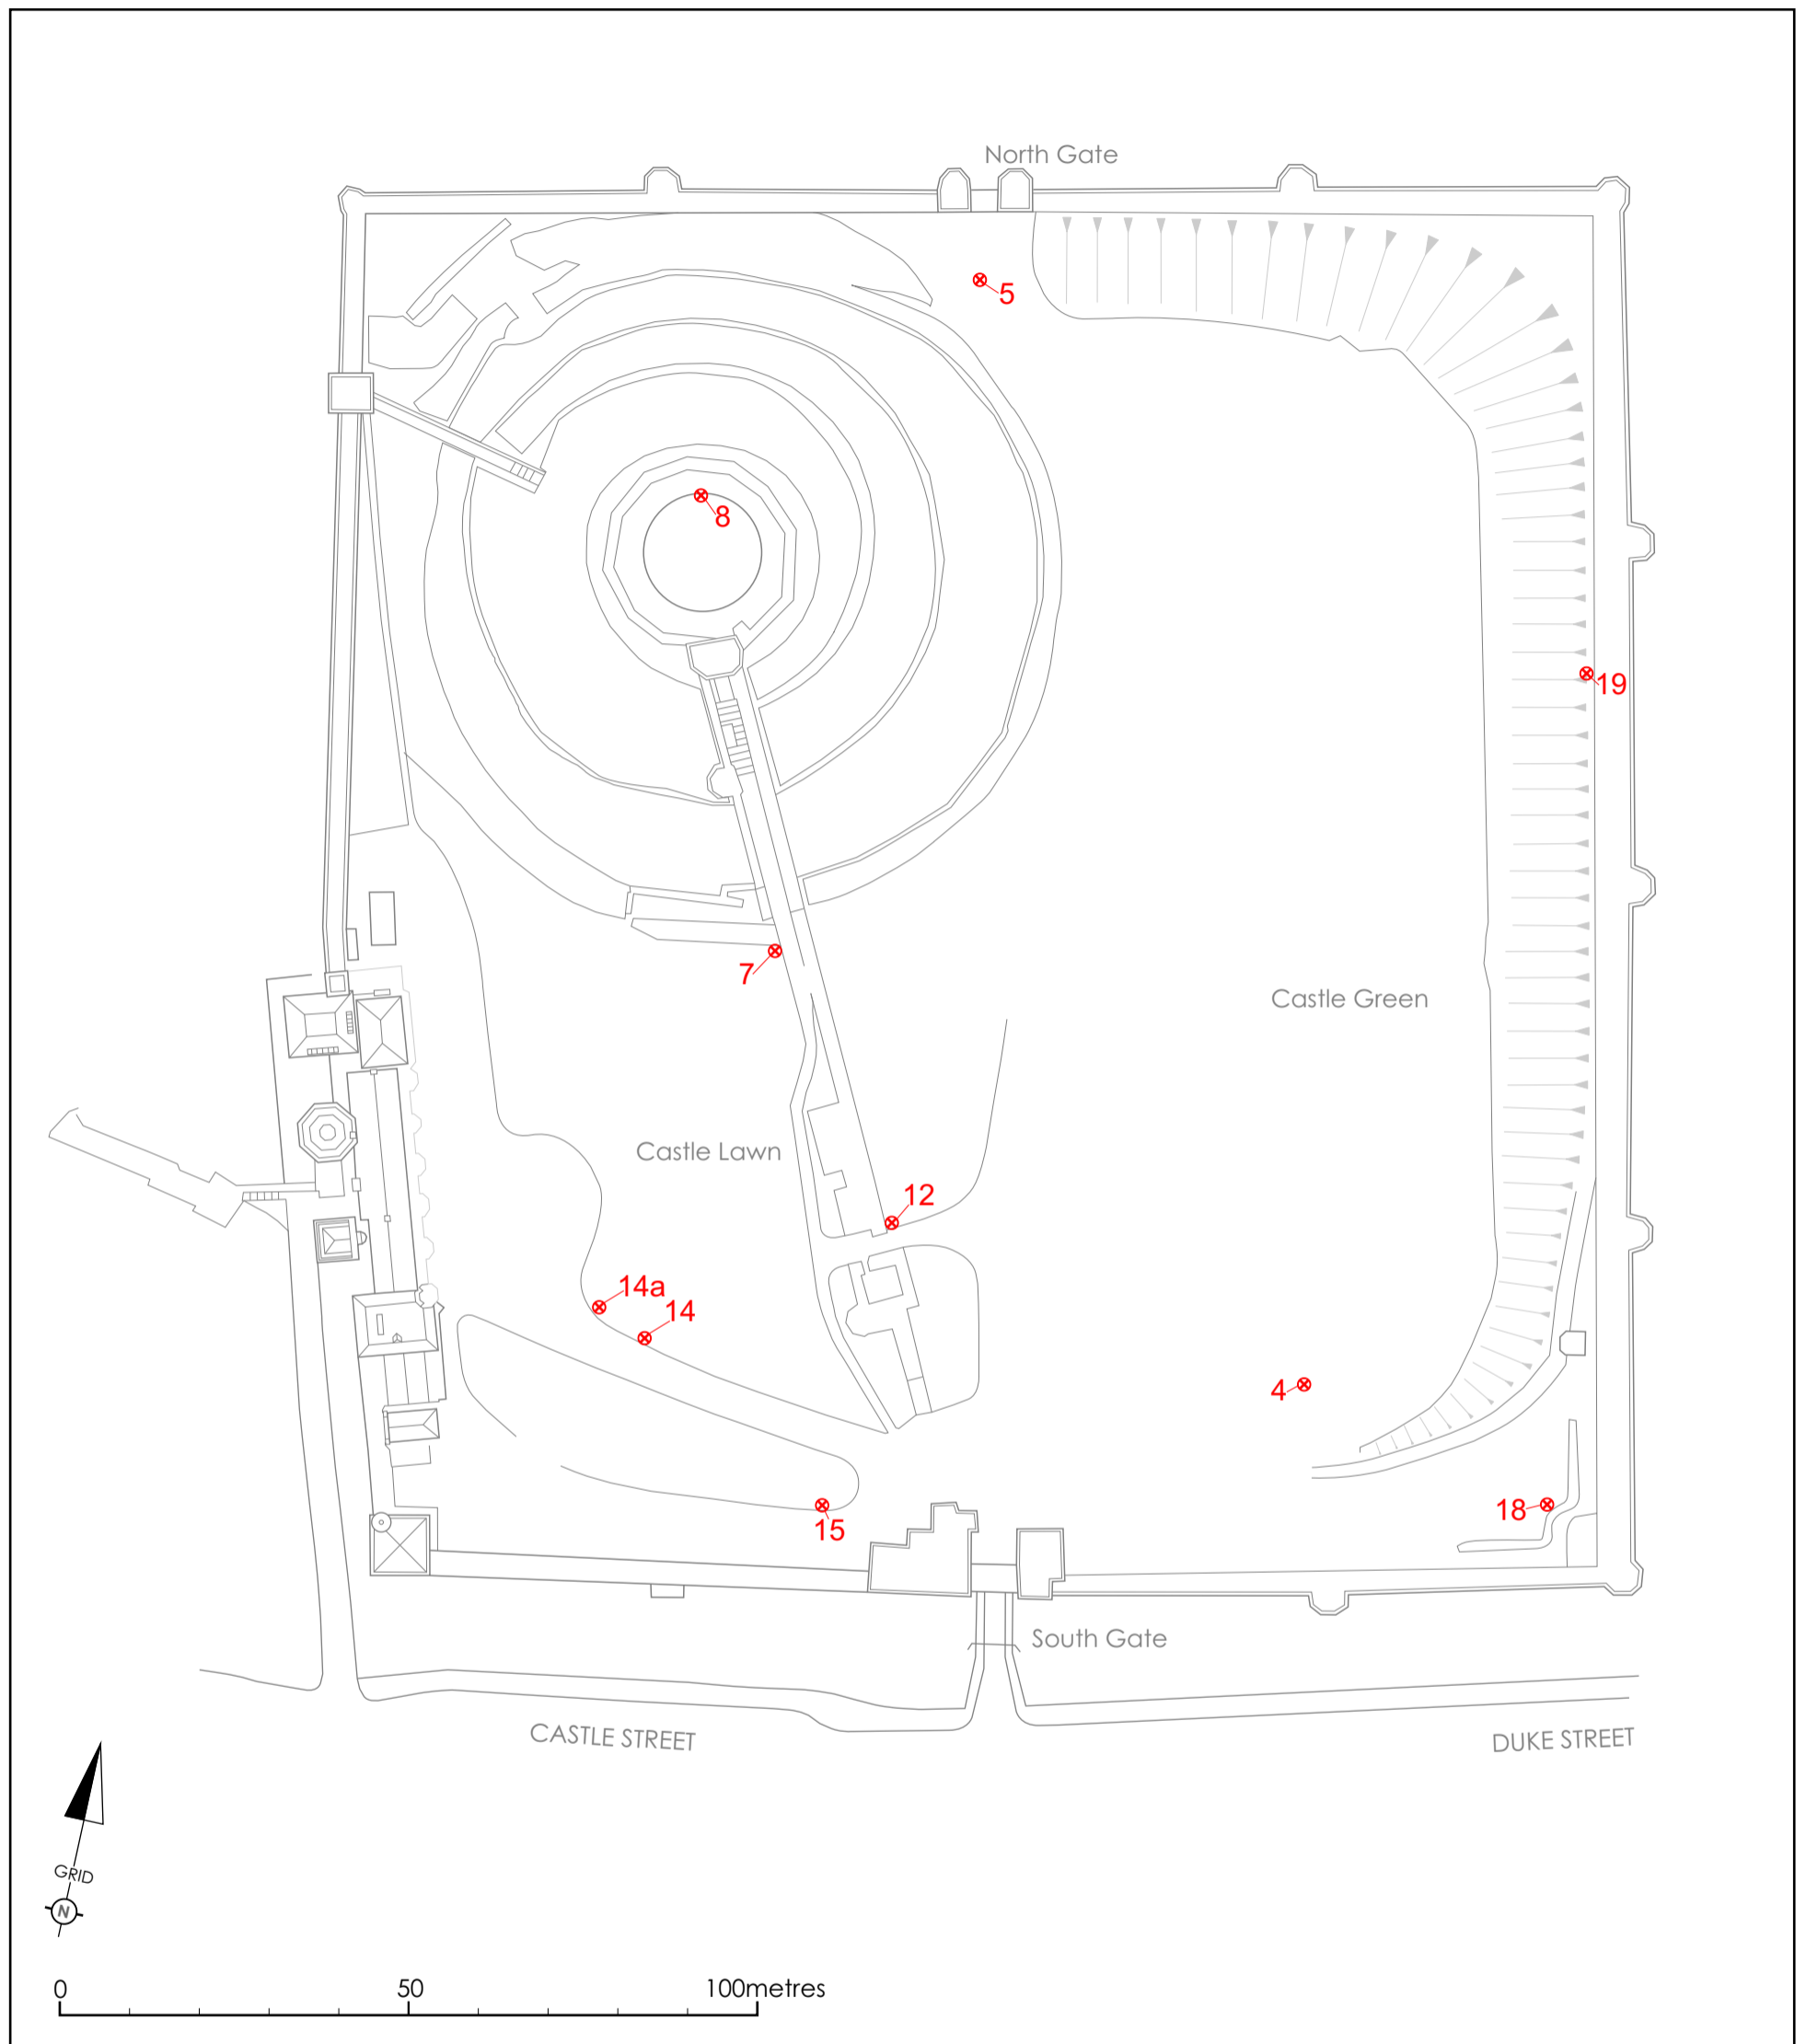 North Gate
5
8
19
7
Castle Green
Castle Lawn
12
14a
14
4
15
18
South Gate
CASTLE STREET
DUKE STREET
GRID
N
0 50 100metres